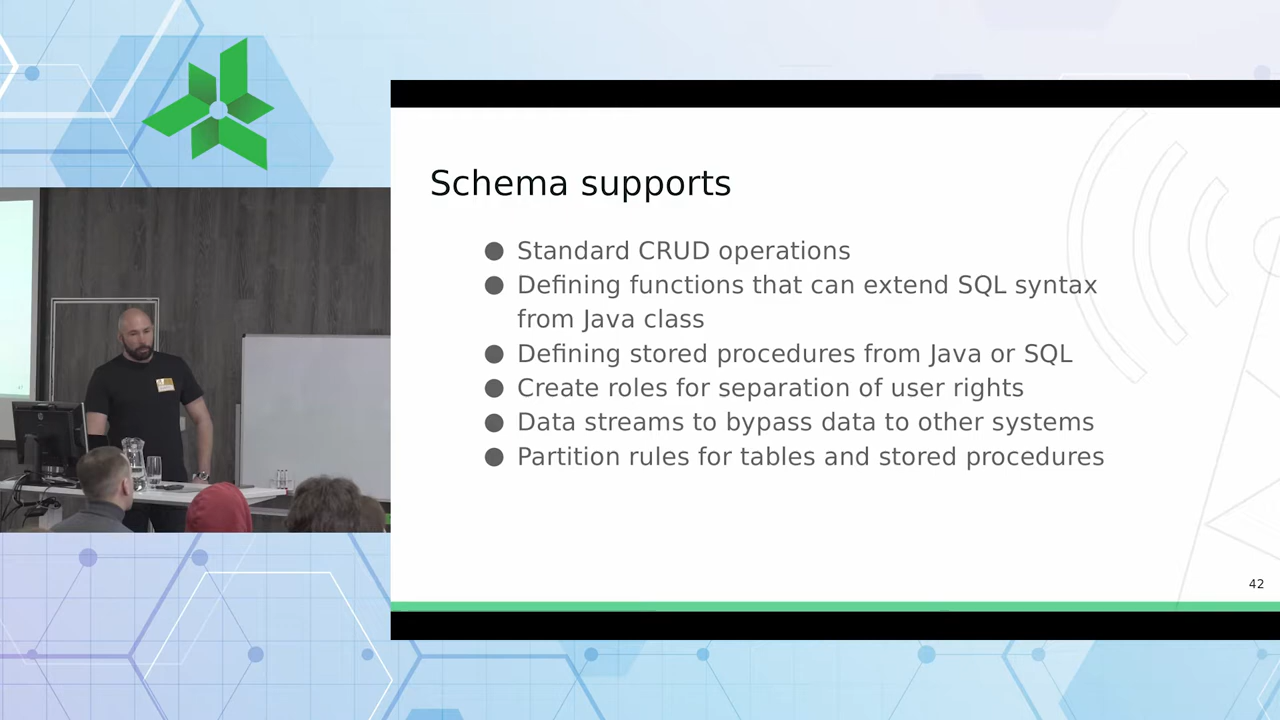 Schema supports
● Standard CRUD operations
● Defining functions that can extend SQL syntax
from Java class
● Defining stored procedures from Java or SQL
● Create roles for separation of user rights
● Data streams to bypass data to other systems
● Partition rules for tables and stored procedures
42